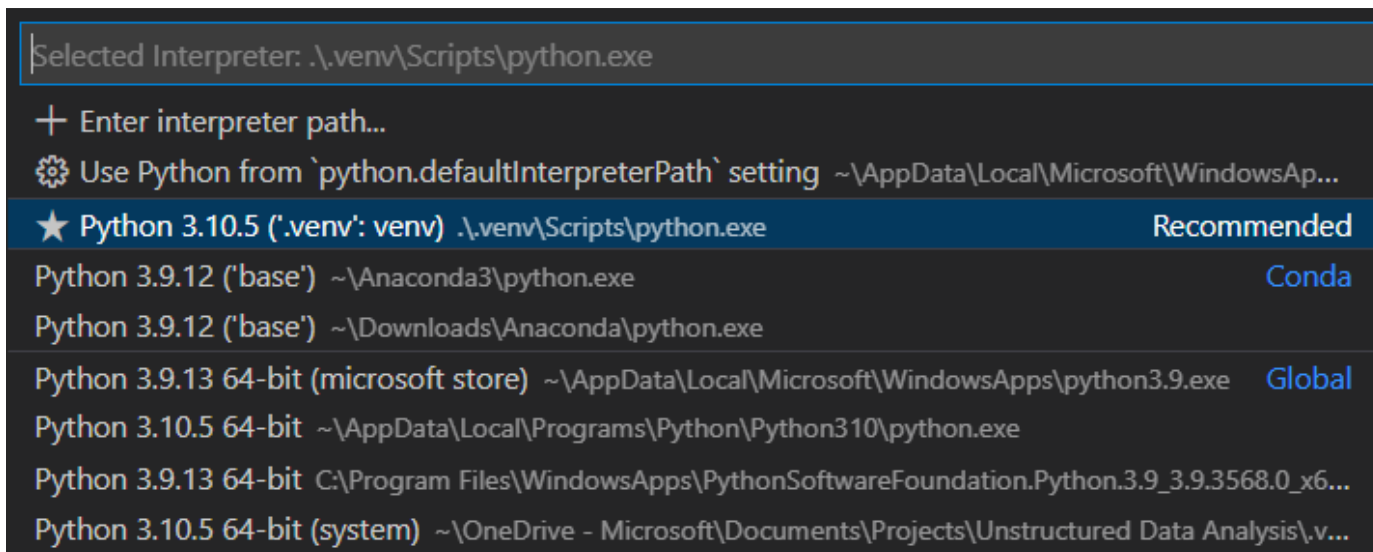 Selected Interpreter: .\.venv\Scripts\python.exe
Enter interpreter path...
Use Python from `python.defaultInterpreterPath` setting ~\AppData\Local\Microsoft\WindowsAp...
Python 3.10.5 ('.venv': venv) .\.venv\Scripts\python.exe Recommended
Python 3.9.12 ('base') ~\Anaconda3\python.exe Conda
Python 3.9.12 ('base') ~\Downloads\Anaconda\python.exe
Python 3.9.13 64-bit (microsoft store) ~\AppData\Local\Microsoft\WindowsApps\python3.9.exe Global
Python 3.10.5 64-bit ~\AppData\Local\Programs\Python\Python310\python.exe
Python 3.9.13 64-bit C:\Program Files\WindowsApps\PythonSoftwareFoundation.Python.3.9_3.9.3568.0_x6...
Python 3.10.5 64-bit (system) ~\OneDrive - Microsoft\Documents\Projects\Unstructured Data Analysis\.v...